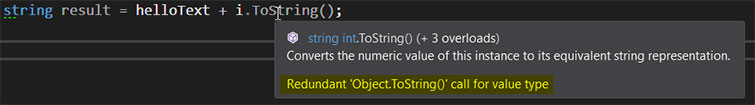 string result = helloText + i.ToString();
string int.ToString() (+ 3 overloads)
Converts the numeric value of this instance to its equivalent string representation.
Redundant 'Object.ToString()' call for value type